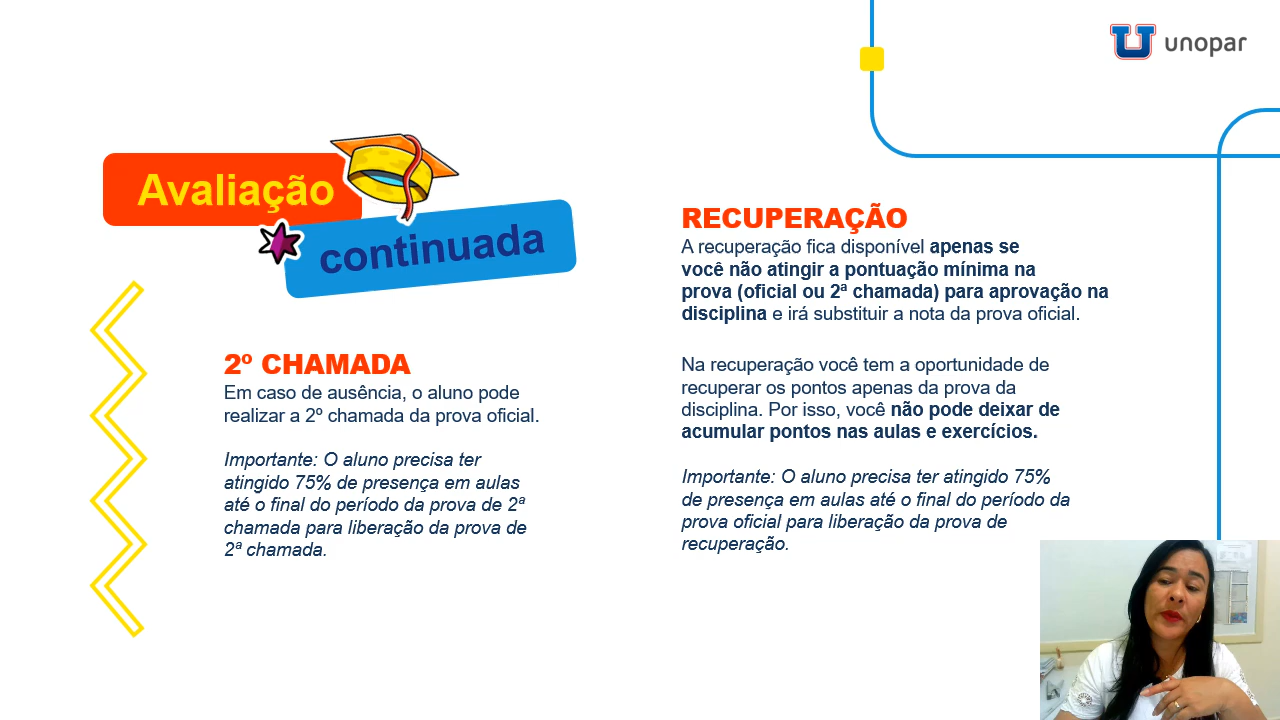 unopar
Avaliação
continuada
2º CHAMADA
Em caso de ausência, o aluno pode
realizar a 2º chamada da prova oficial.
Importante: O aluno precisa ter
atingido 75% de presença em aulas
até o final do período da prova de 2ª
chamada para liberação da prova de
2ª chamada.
RECUPERAÇÃO
A recuperação fica disponível apenas se
você não atingir a pontuação mínima na
prova (oficial ou 2ª chamada) para aprovação na
disciplina e irá substituir a nota da prova oficial.
Na recuperação você tem a oportunidade de
recuperar os pontos apenas da prova da
disciplina. Por isso, você não pode deixar de
acumular pontos nas aulas e exercícios.
Importante: O aluno precisa ter atingido 75%
de presença em aulas até o final do período da
prova oficial para liberação da prova de
recuperação.